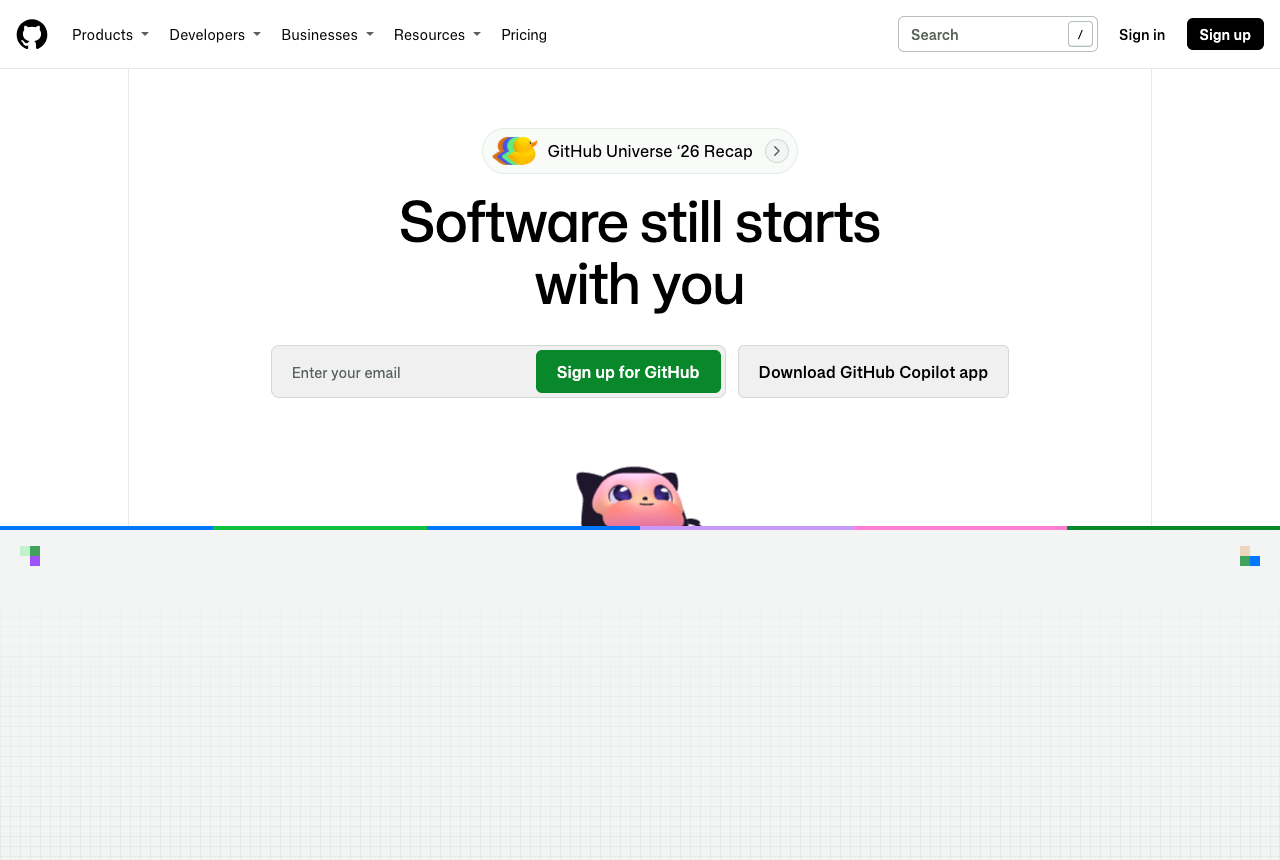 Products
Developers
Businesses
Resources
Pricing
Search
/
Sign in
Sign up
GitHub Universe ‘26 Recap
Software still starts
with you
Enter your email
Sign up for GitHub
Download GitHub Copilot app